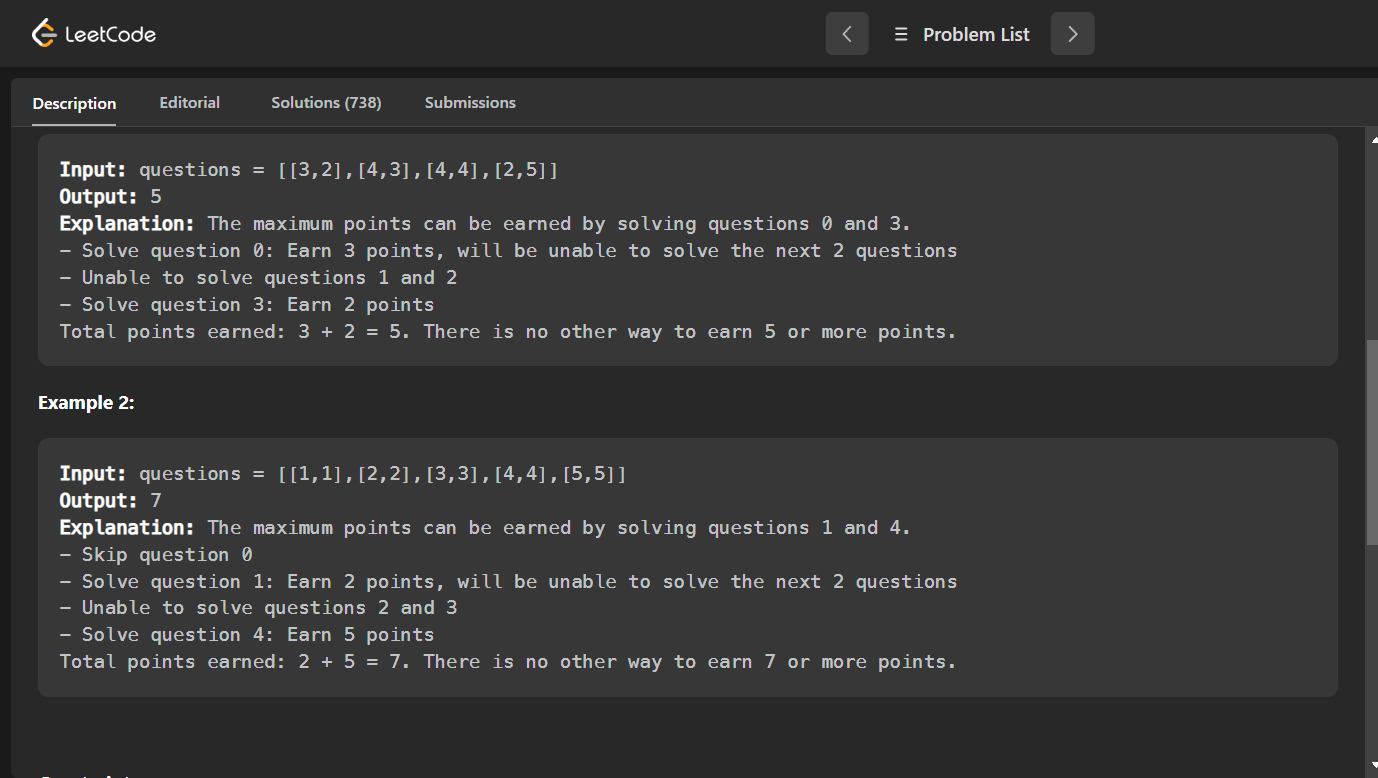 LeetCode
Problem List
Description Editorial Solutions (738) Submissions
Input: questions = [[3,2],[4,3],[4,4],[2,5]]
Output: 5
Explanation: The maximum points can be earned by solving questions 0 and 3.
- Solve question 0: Earn 3 points, will be unable to solve the next 2 questions
- Unable to solve questions 1 and 2
- Solve question 3: Earn 2 points
Total points earned: 3 + 2 = 5. There is no other way to earn 5 or more points.
Example 2:
Input: questions = [[1,1],[2,2],[3,3],[4,4],[5,5]]
Output: 7
Explanation: The maximum points can be earned by solving questions 1 and 4.
- Skip question 0
- Solve question 1: Earn 2 points, will be unable to solve the next 2 questions
- Unable to solve questions 2 and 3
- Solve question 4: Earn 5 points
Total points earned: 2 + 5 = 7. There is no other way to earn 7 or more points.